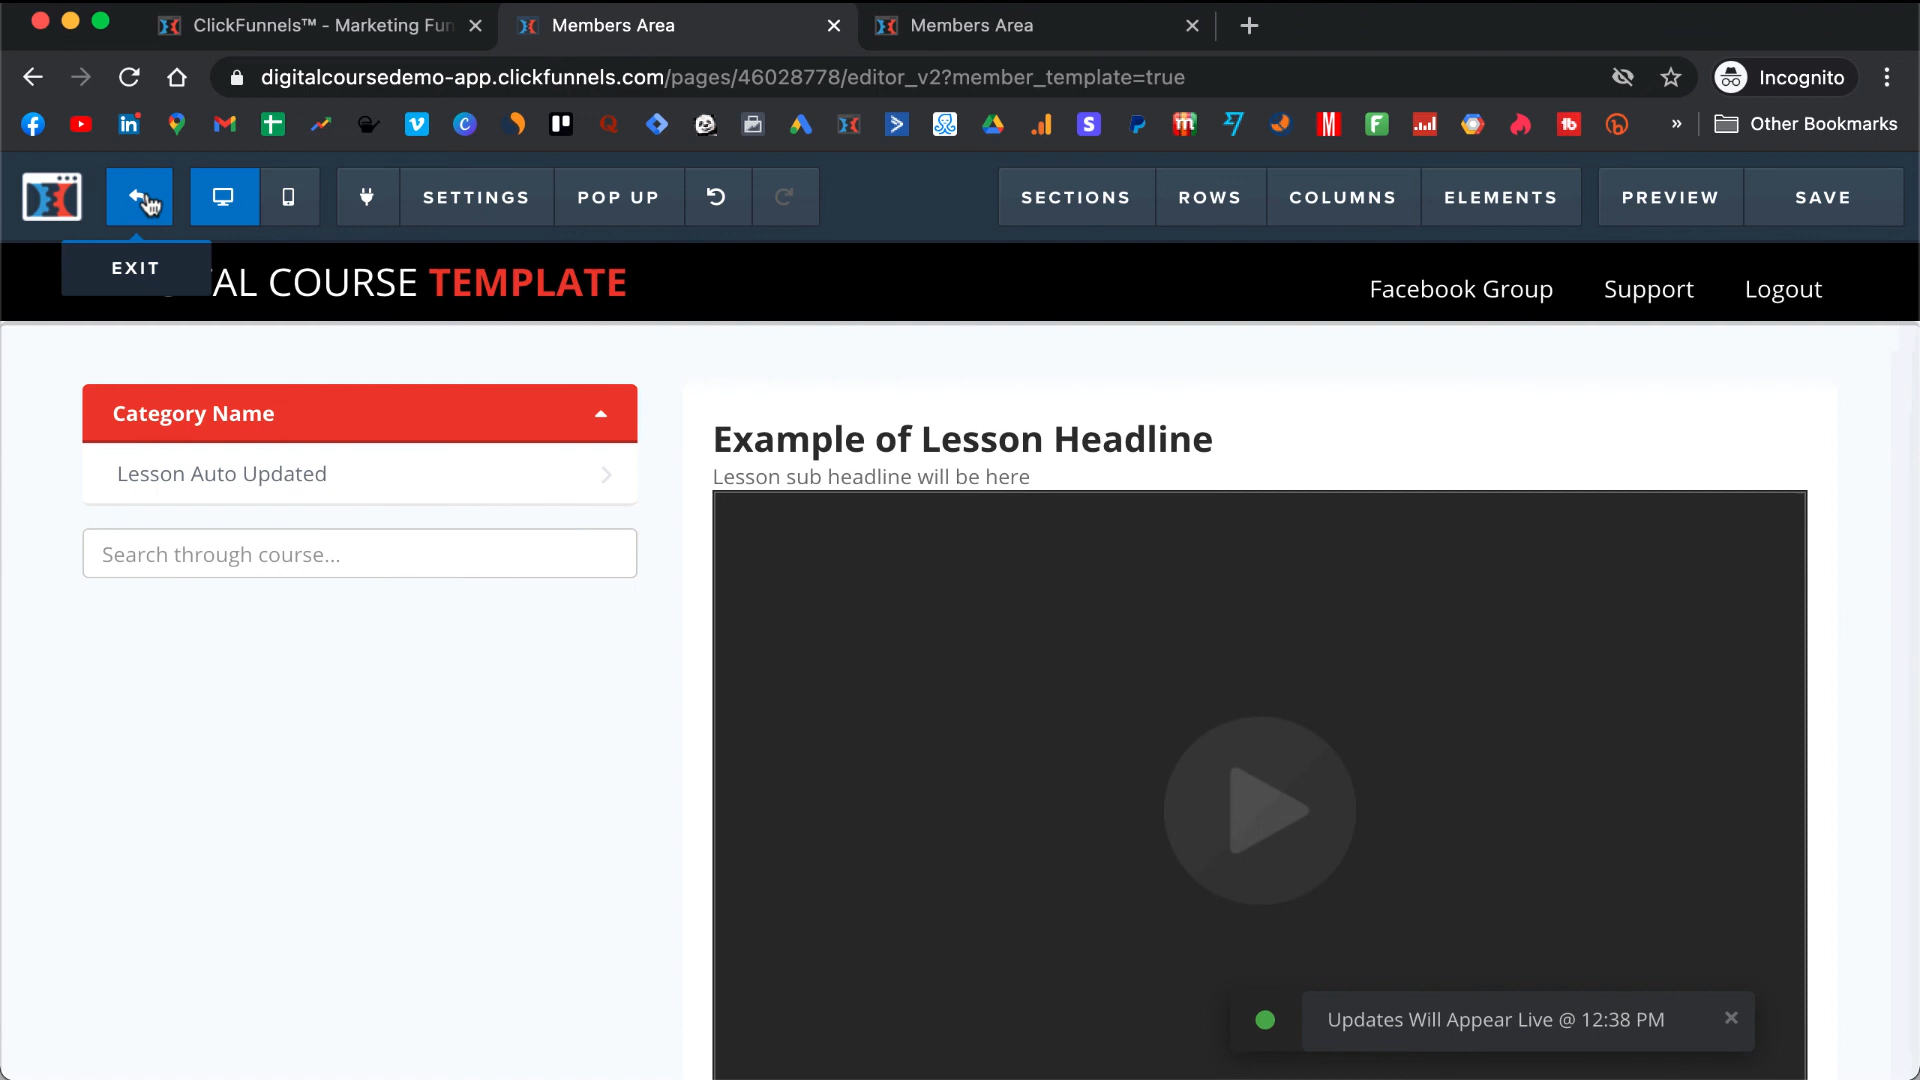 ClickFunnels™ - Marketing Fun
Members Area
Members Area
digitalcoursedemo-app.clickfunnels.com/pages/46028778/editor_v2?member_template=true
Incognito
Other Bookmarks
SETTINGS
POP UP
SECTIONS
ROWS
COLUMNS
ELEMENTS
PREVIEW
SAVE
EXIT
AL COURSE TEMPLATE
Facebook Group
Support
Logout
Category Name
Lesson Auto Updated
Search through course...
Example of Lesson Headline
Lesson sub headline will be here
Updates Will Appear Live @ 12:38 PM